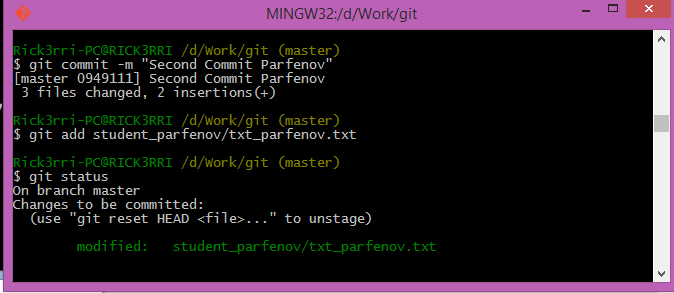 MINGW32:/d/Work/git
Rick3rri-PC@RICK3RRI /d/Work/git (master)
$ git commit -m "Second Commit Parfenov"
[master 0949111] Second Commit Parfenov
 3 files changed, 2 insertions(+)
Rick3rri-PC@RICK3RRI /d/Work/git (master)
$ git add student_parfenov/txt_parfenov.txt
Rick3rri-PC@RICK3RRI /d/Work/git (master)
$ git status
On branch master
Changes to be committed:
  (use "git reset HEAD <file>..." to unstage)
        modified:   student_parfenov/txt_parfenov.txt